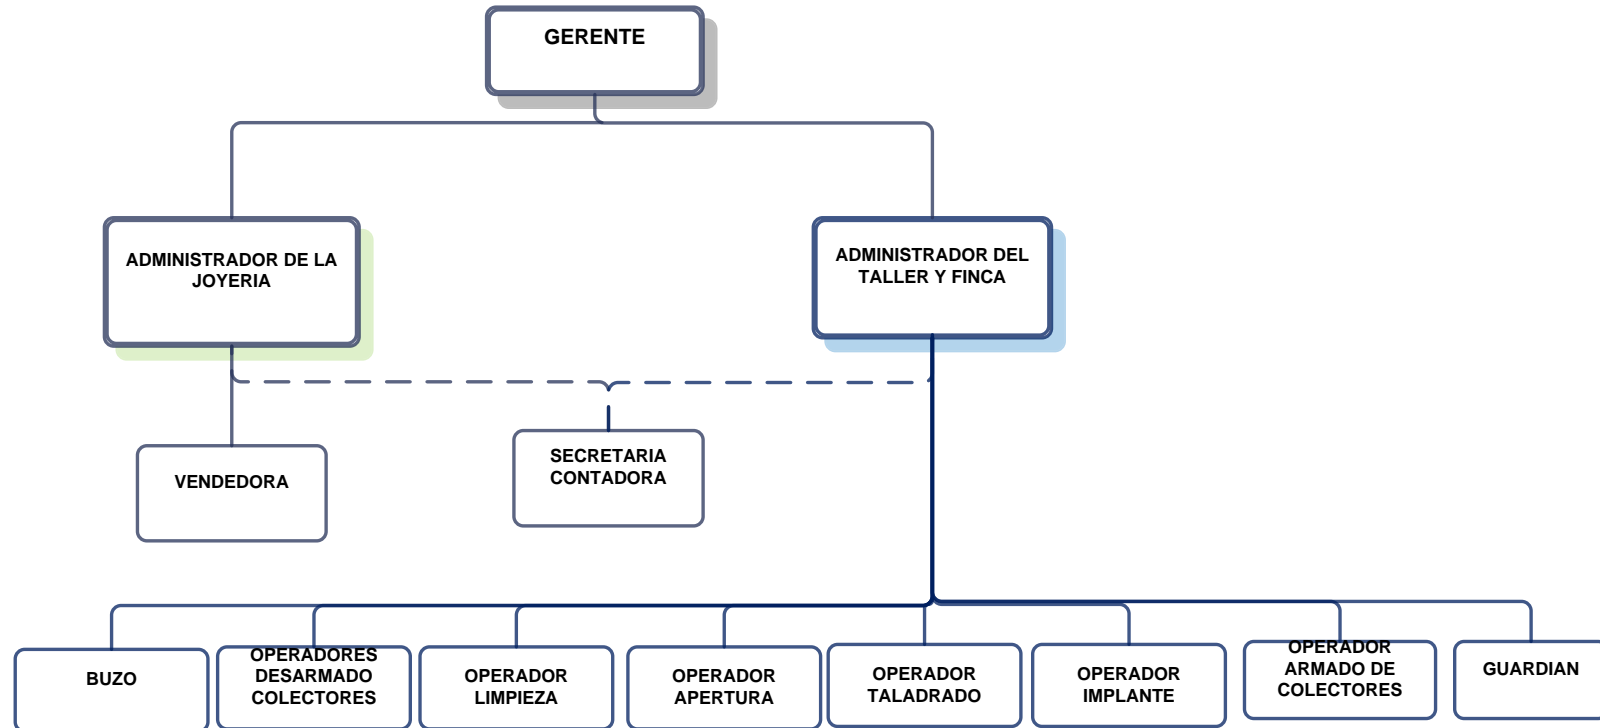 GERENTE
ADMINISTRADOR DE LA
JOYERIA
ADMINISTRADOR DEL
TALLER Y FINCA
VENDEDORA
SECRETARIA
CONTADORA
BUZO
OPERADORES
DESARMADO
COLECTORES
OPERADOR
LIMPIEZA
OPERADOR
APERTURA
OPERADOR
TALADRADO
OPERADOR
IMPLANTE
OPERADOR
ARMADO DE
COLECTORES
GUARDIAN